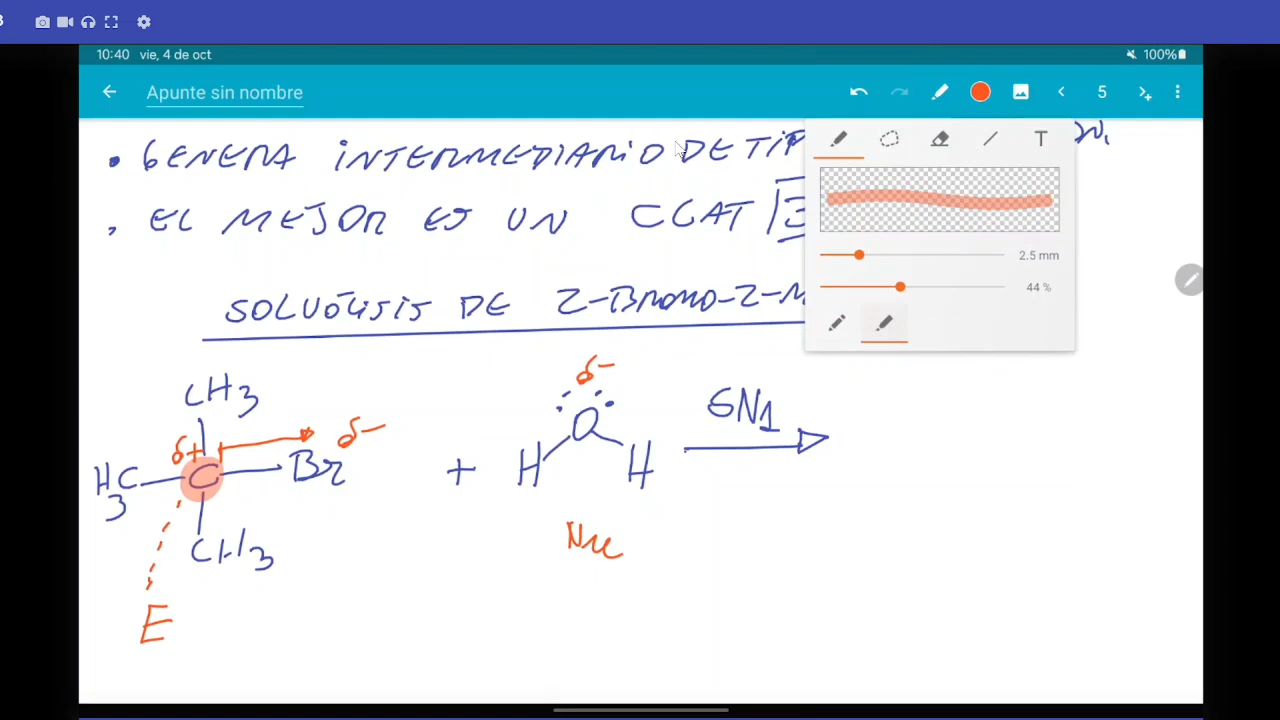 10:40 vie, 4 de oct 100%
Apunte sin nombre 5
• GENERA INTERMEDIARIO DE TIP
• EL MEJOR ES UN CCAT
2.5 mm
44 %
T
SOLVÓLISIS DE 2-BROMO-2-M
CH3
δ+ δ-
H3C C Br
CH3
E
+
δ-
O
H H
Nu
SN1